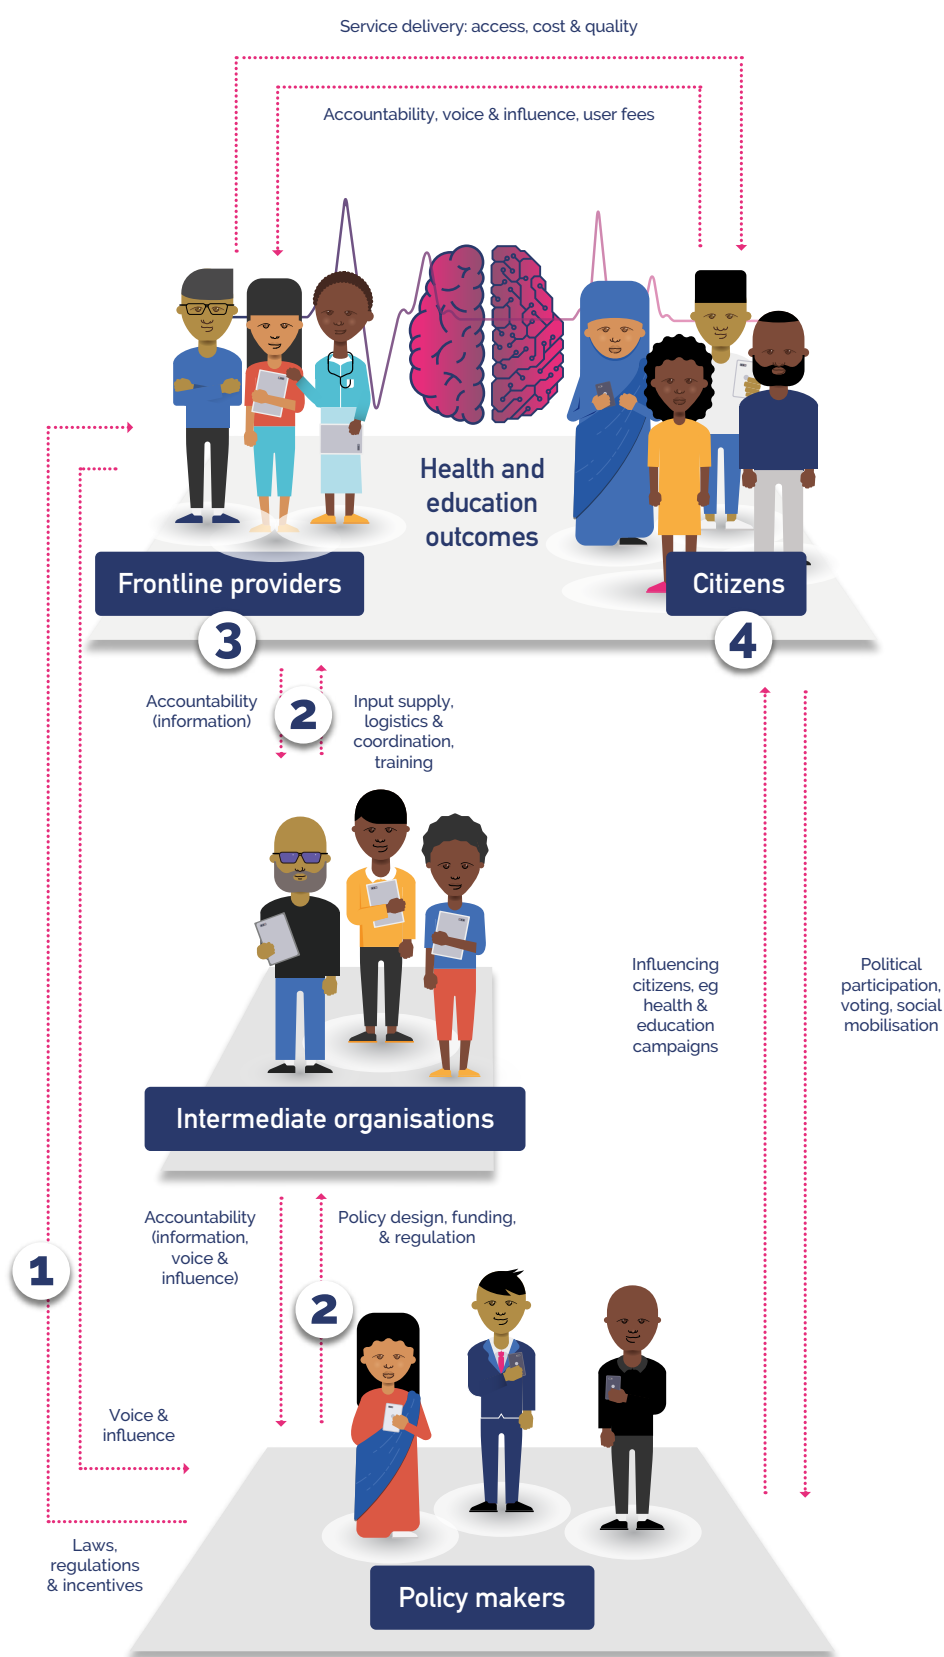 Service delivery: access, cost & quality
Accountability, voice & influence, user fees
Health and
education
outcomes
Frontline providers
Citizens
3
4
Accountability
(information)
2
Input supply,
logistics &
coordination,
training
Influencing
citizens, eg
health &
education
campaigns
Political
participation,
voting, social
mobilisation
Intermediate organisations
Accountability
(information,
voice &
influence)
Policy design, funding,
& regulation
1
2
Voice &
influence
Laws,
regulations
& incentives
Policy makers